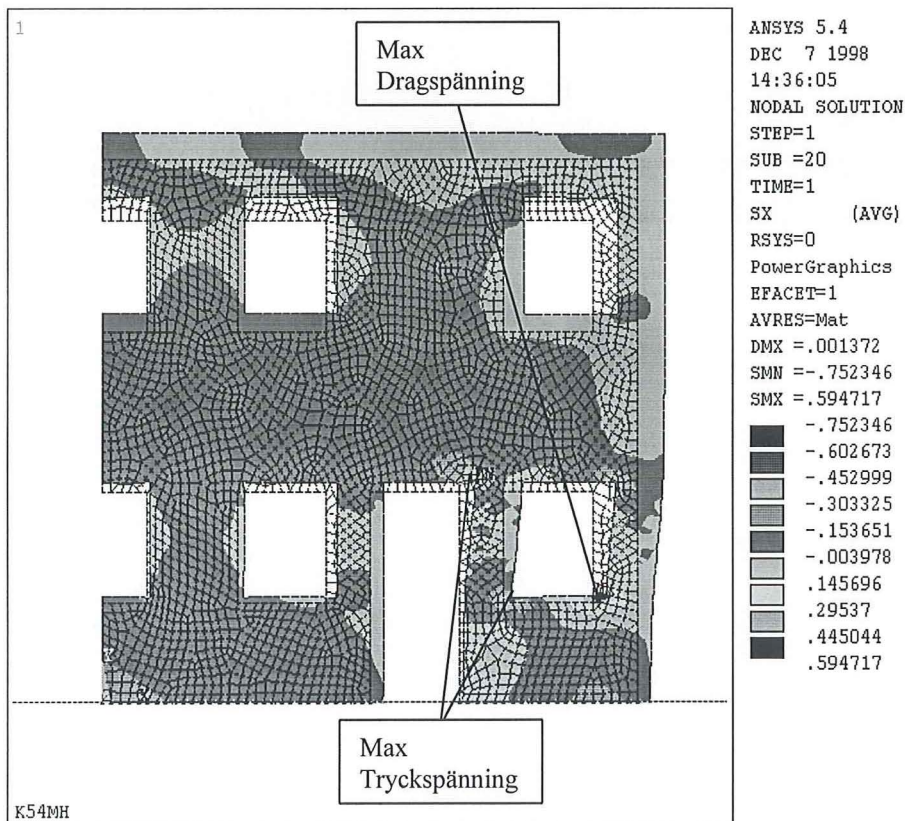 1
Max
Dragspänning
Max
Tryckspänning
K54MH
ANSYS 5.4
DEC 7 1998
14:36:05
NODAL SOLUTION
STEP=1
SUB =20
TIME=1
SX (AVG)
RSYS=0
PowerGraphics
EFACET=1
AVRES=Mat
DMX =.001372
SMN =-.752346
SMX =.594717
-.752346
-.602673
-.452999
-.303325
-.153651
-.003978
.145696
.29537
.445044
.594717